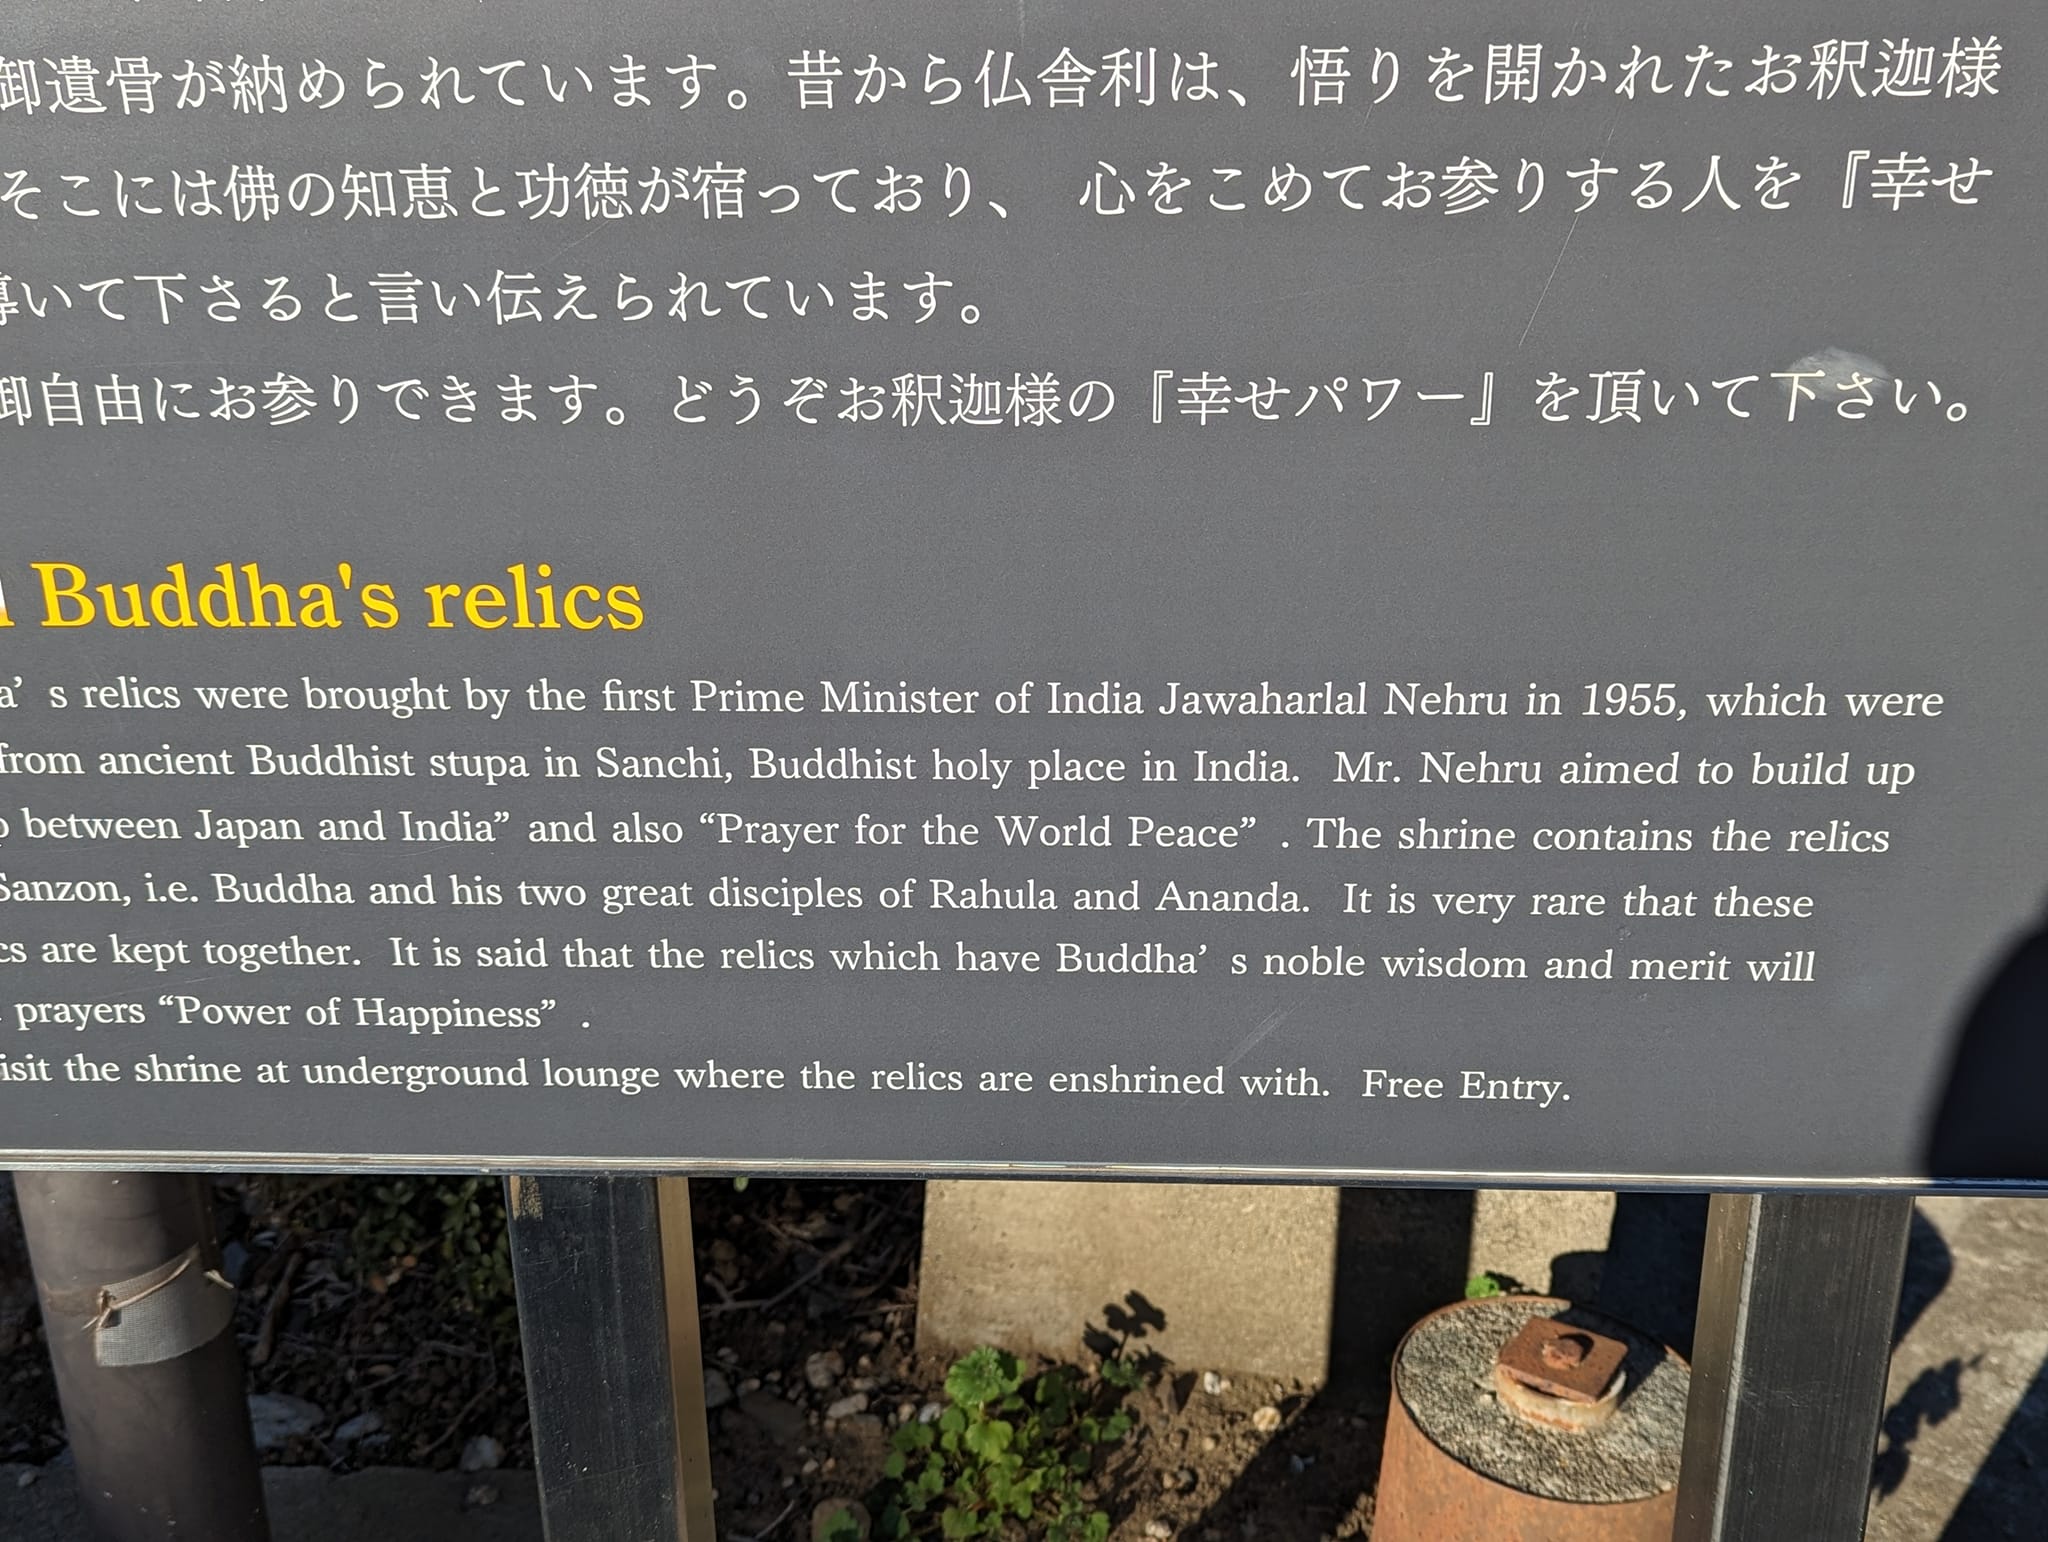 御遺骨が納められています。昔から仏舎利は、悟りを開かれたお釈迦様
そこには佛の知恵と功徳が宿っており、 心をこめてお参りする人を『幸せ
導いて下さると言い伝えられています。
御自由にお参りできます。どうぞお釈迦様の『幸せパワー』を頂いて下さい。
Buddha's relics
a’ s relics were brought by the first Prime Minister of India Jawaharlal Nehru in 1955, which were
from ancient Buddhist stupa in Sanchi, Buddhist holy place in India. Mr. Nehru aimed to build up
p between Japan and India” and also “Prayer for the World Peace” . The shrine contains the relics
Sanzon, i.e. Buddha and his two great disciples of Rahula and Ananda. It is very rare that these
cs are kept together. It is said that the relics which have Buddha’ s noble wisdom and merit will
prayers “Power of Happiness” .
isit the shrine at underground lounge where the relics are enshrined with. Free Entry.